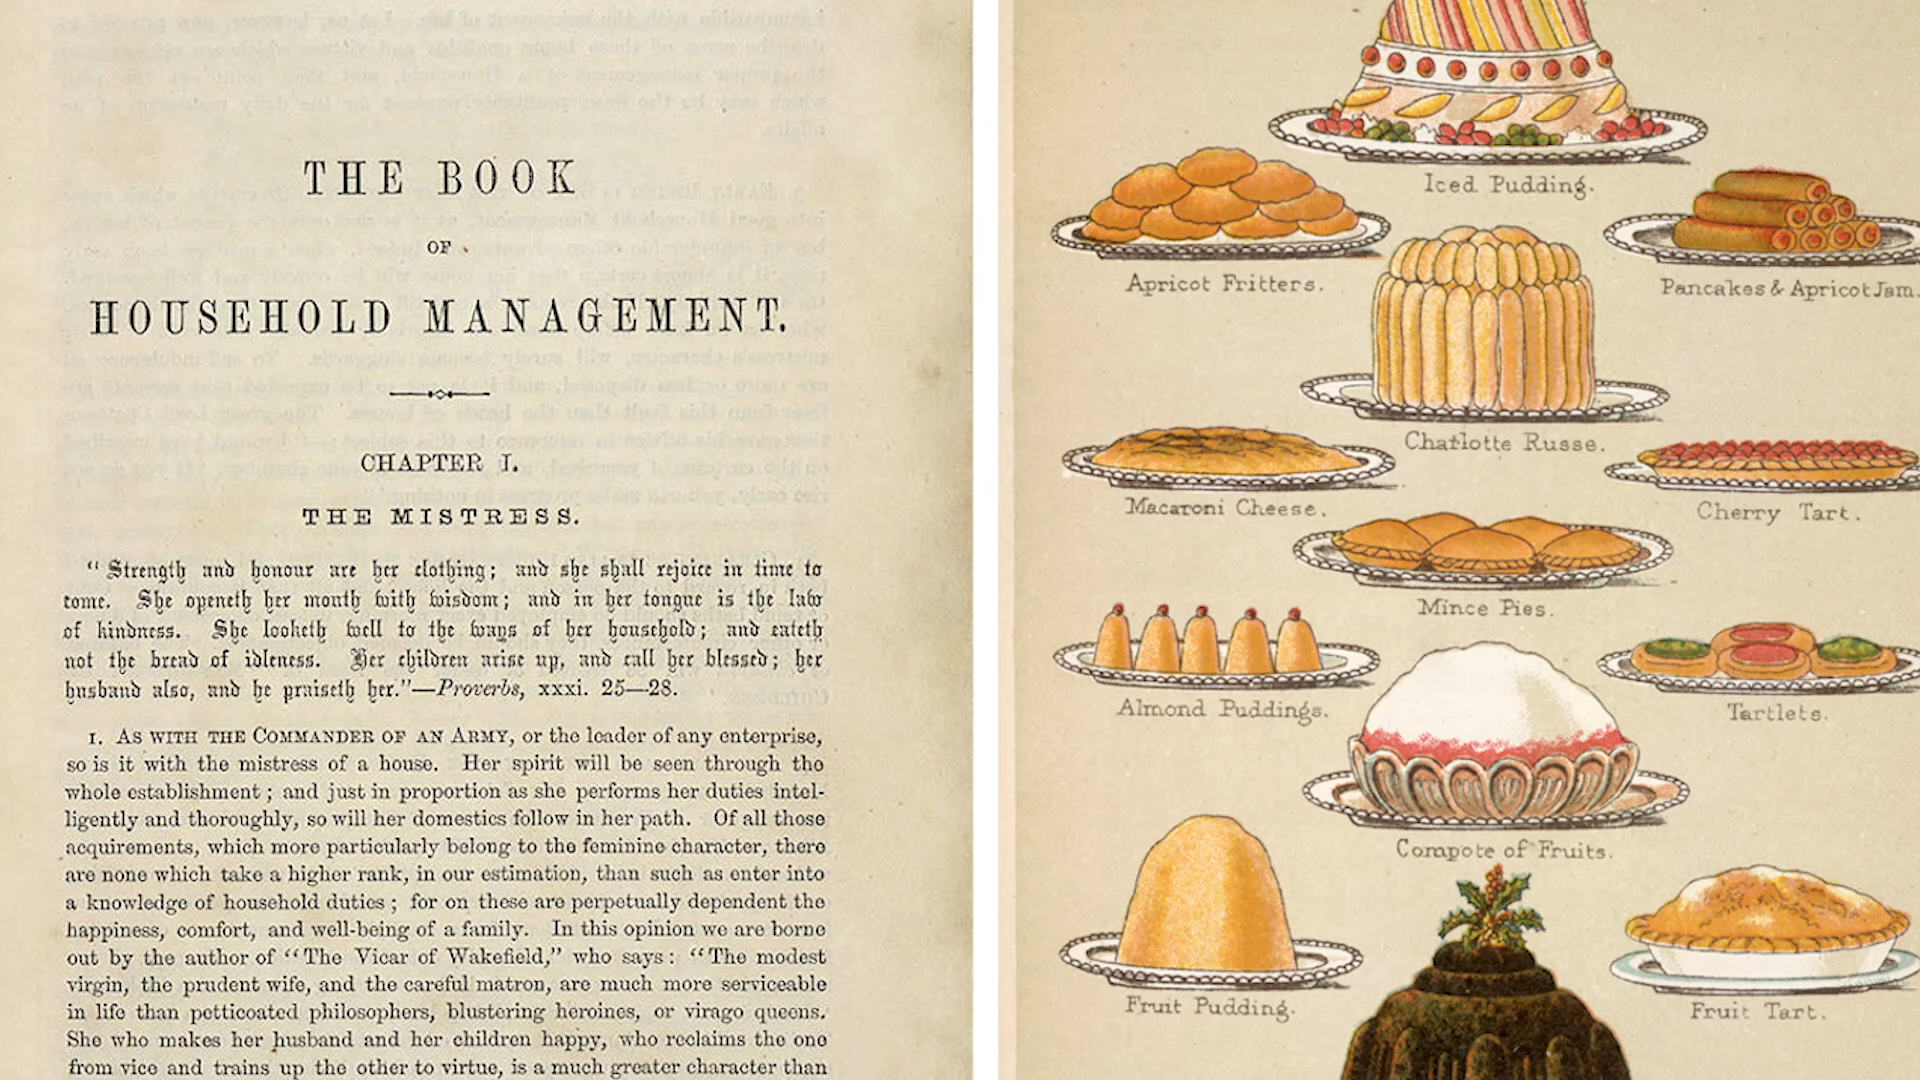 THE BOOK
OF
HOUSEHOLD MANAGEMENT.
CHAPTER I.
THE MISTRESS.
“Strength and honour are her clothing; and she shall rejoice in time to
come. She openeth her mouth with wisdom; and in her tongue is the law
of kindness. She looketh well to the ways of her household; and eateth
not the bread of idleness. Her children arise up, and call her blessed; her
husband also, and he praiseth her.”—Proverbs, xxxi. 25—28.
1. AS WITH THE COMMANDER OF AN ARMY, or the leader of any enterprise,
so is it with the mistress of a house. Her spirit will be seen through the
whole establishment; and just in proportion as she performs her duties intel-
ligently and thoroughly, so will her domestics follow in her path. Of all those
acquirements, which more particularly belong to the feminine character, there
are none which take a higher rank, in our estimation, than such as enter into
a knowledge of household duties; for on these are perpetually dependent the
happiness, comfort, and well-being of a family. In this opinion we are borne
out by the author of “The Vicar of Wakefield,” who says: “The modest
virgin, the prudent wife, and the careful matron, are much more serviceable
in life than petticoated philosophers, blustering heroines, or virago queens.
She who makes her husband and her children happy, who reclaims the one
from vice and trains up the other to virtue, is a much greater character than
Iced Pudding.
Apricot Fritters.
Pancakes & Apricot Jam.
Charlotte Russe.
Macaroni Cheese.
Cherry Tart.
Mince Pies.
Almond Puddings.
Tartlets.
Compote of Fruits.
Fruit Pudding.
Fruit Tart.